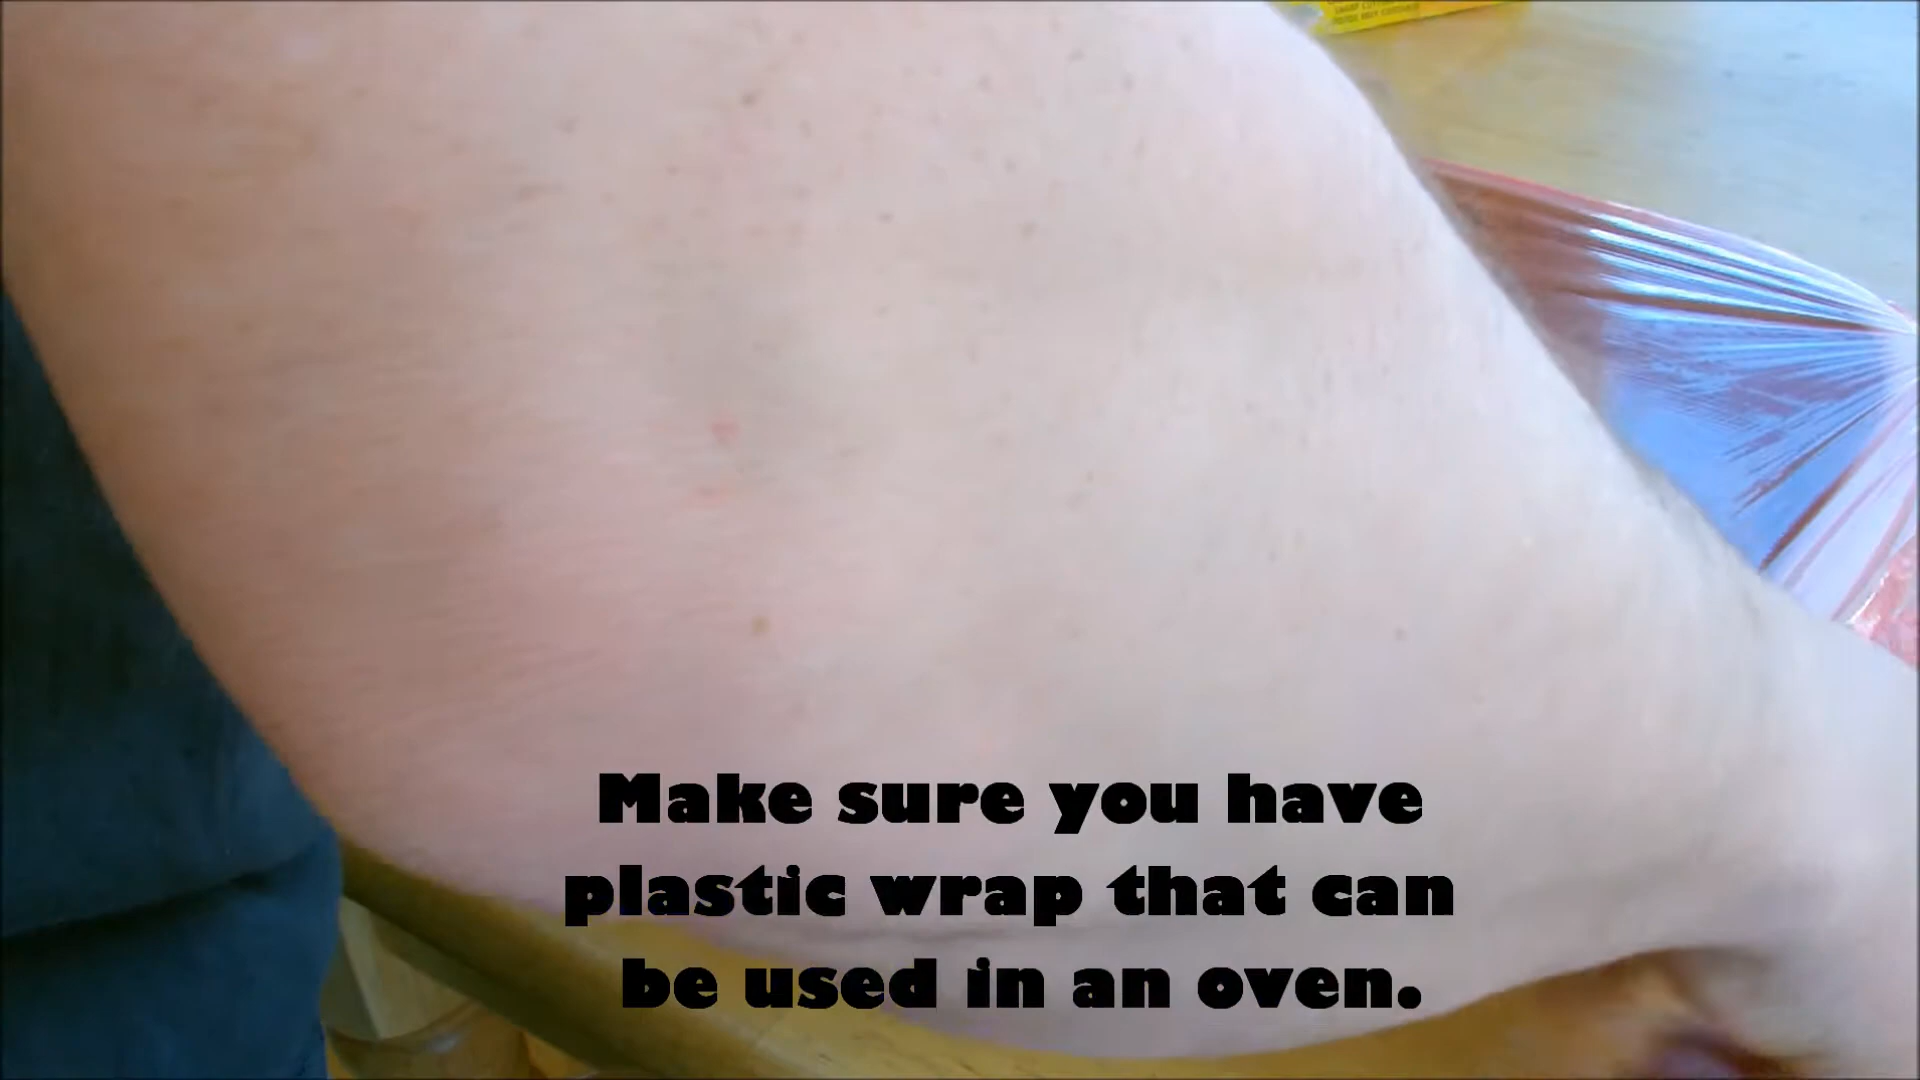 Make sure you have
plastic wrap that can
be used in an oven.